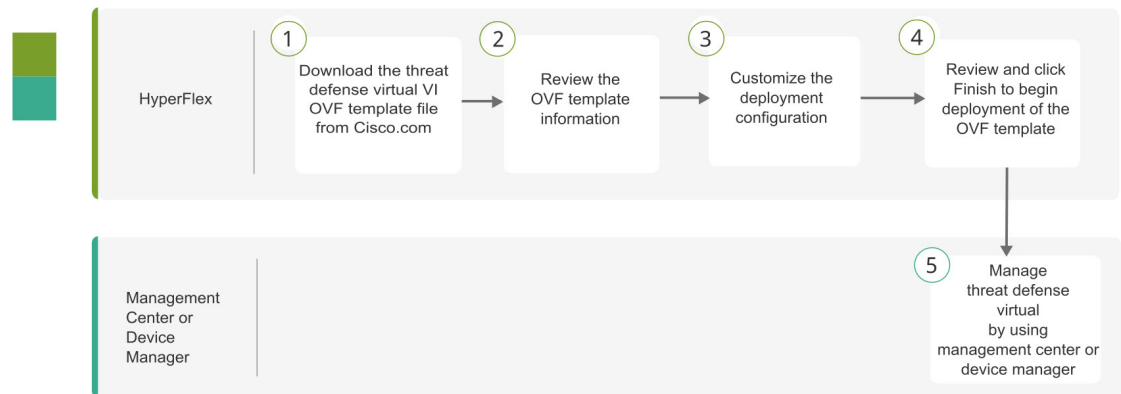 HyperFlex
1
Download the threat
defense virtual VI
OVF template file
from Cisco.com
2
Review the
OVF template
information
3
Customize the
deployment
configuration
4
Review and click
Finish to begin
deployment of the
OVF template
Management
Center or
Device
Manager
5
Manage
threat defense
virtual
by using
management center or
device manager